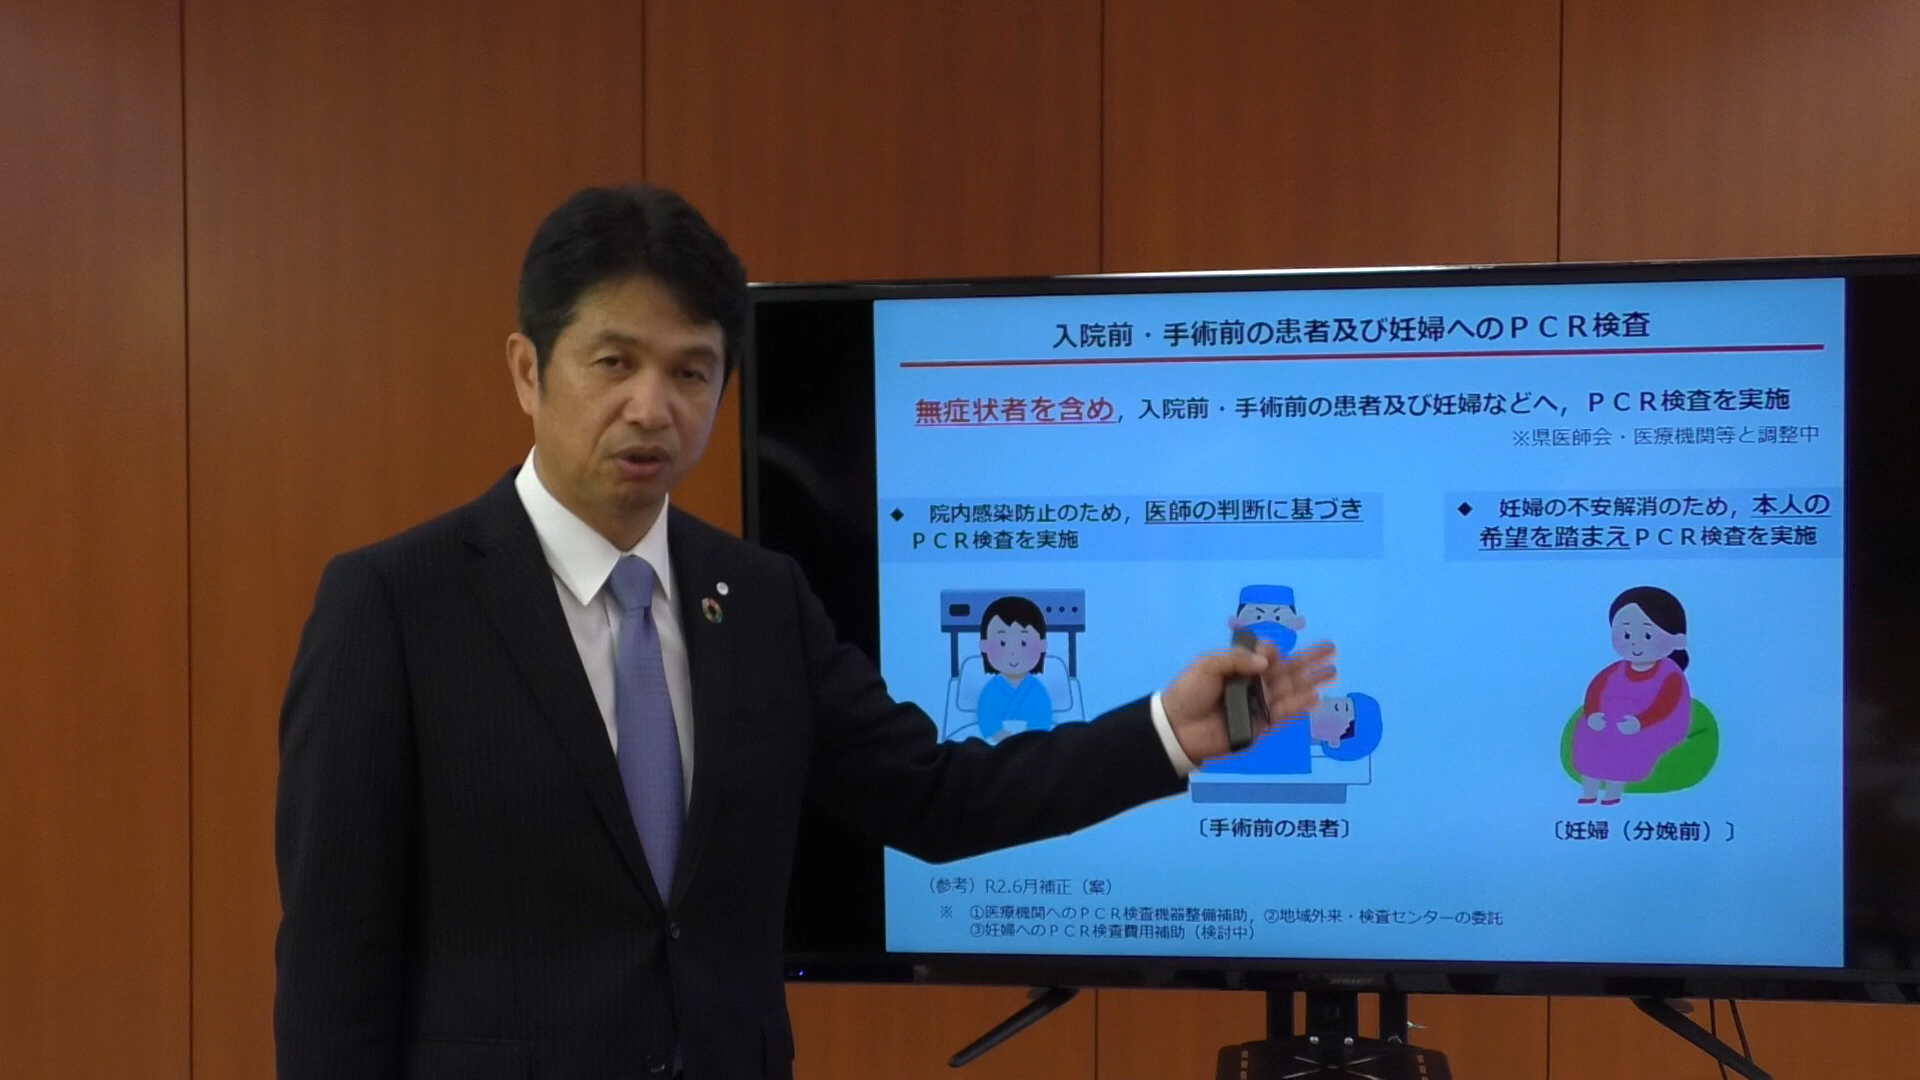 入院前・手術前の患者及び妊婦へのＰＣＲ検査
無症状者を含め，入院前・手術前の患者及び妊婦などへ，ＰＣＲ検査を実施
※県医師会・医療機関等と調整中
◆ 院内感染防止のため，医師の判断に基づき
ＰＣＲ検査を実施
◆ 妊婦の不安解消のため，本人の
希望を踏まえＰＣＲ検査を実施
〔手術前の患者〕
〔妊婦（分娩前）〕
（参考）R2.6月補正（案）
※ ①医療機関へのＰＣＲ検査機器整備補助，②地域外来・検査センターの委託
③妊婦へのＰＣＲ検査費用補助（検討中）